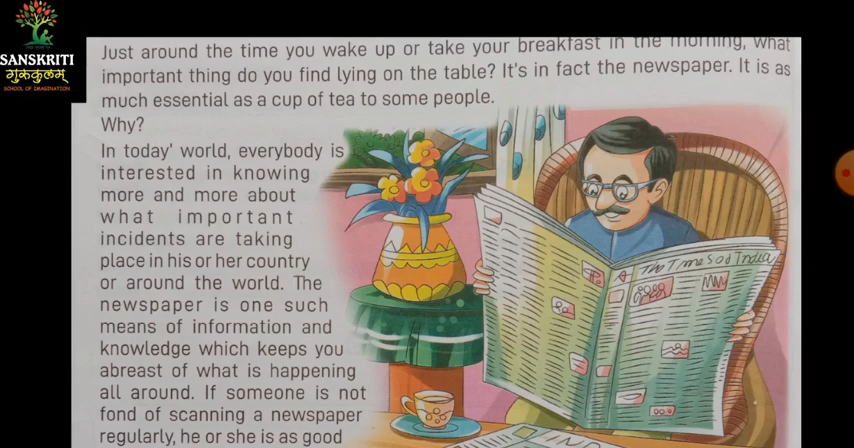 SANSKRITI
गुरुकुलम्
SCHOOL OF IMAGINATION
Just around the time you wake up or take your breakfast in the morning, what
important thing do you find lying on the table? It's in fact the newspaper. It is as
much essential as a cup of tea to some people.
Why?
In today' world, everybody is
interested in knowing
more and more about
what important
incidents are taking
place in his or her country
or around the world. The
newspaper is one such
means of information and
knowledge which keeps you
abreast of what is happening
all around. If someone is not
fond of scanning a newspaper
regularly, he or she is as good
The Times Of India